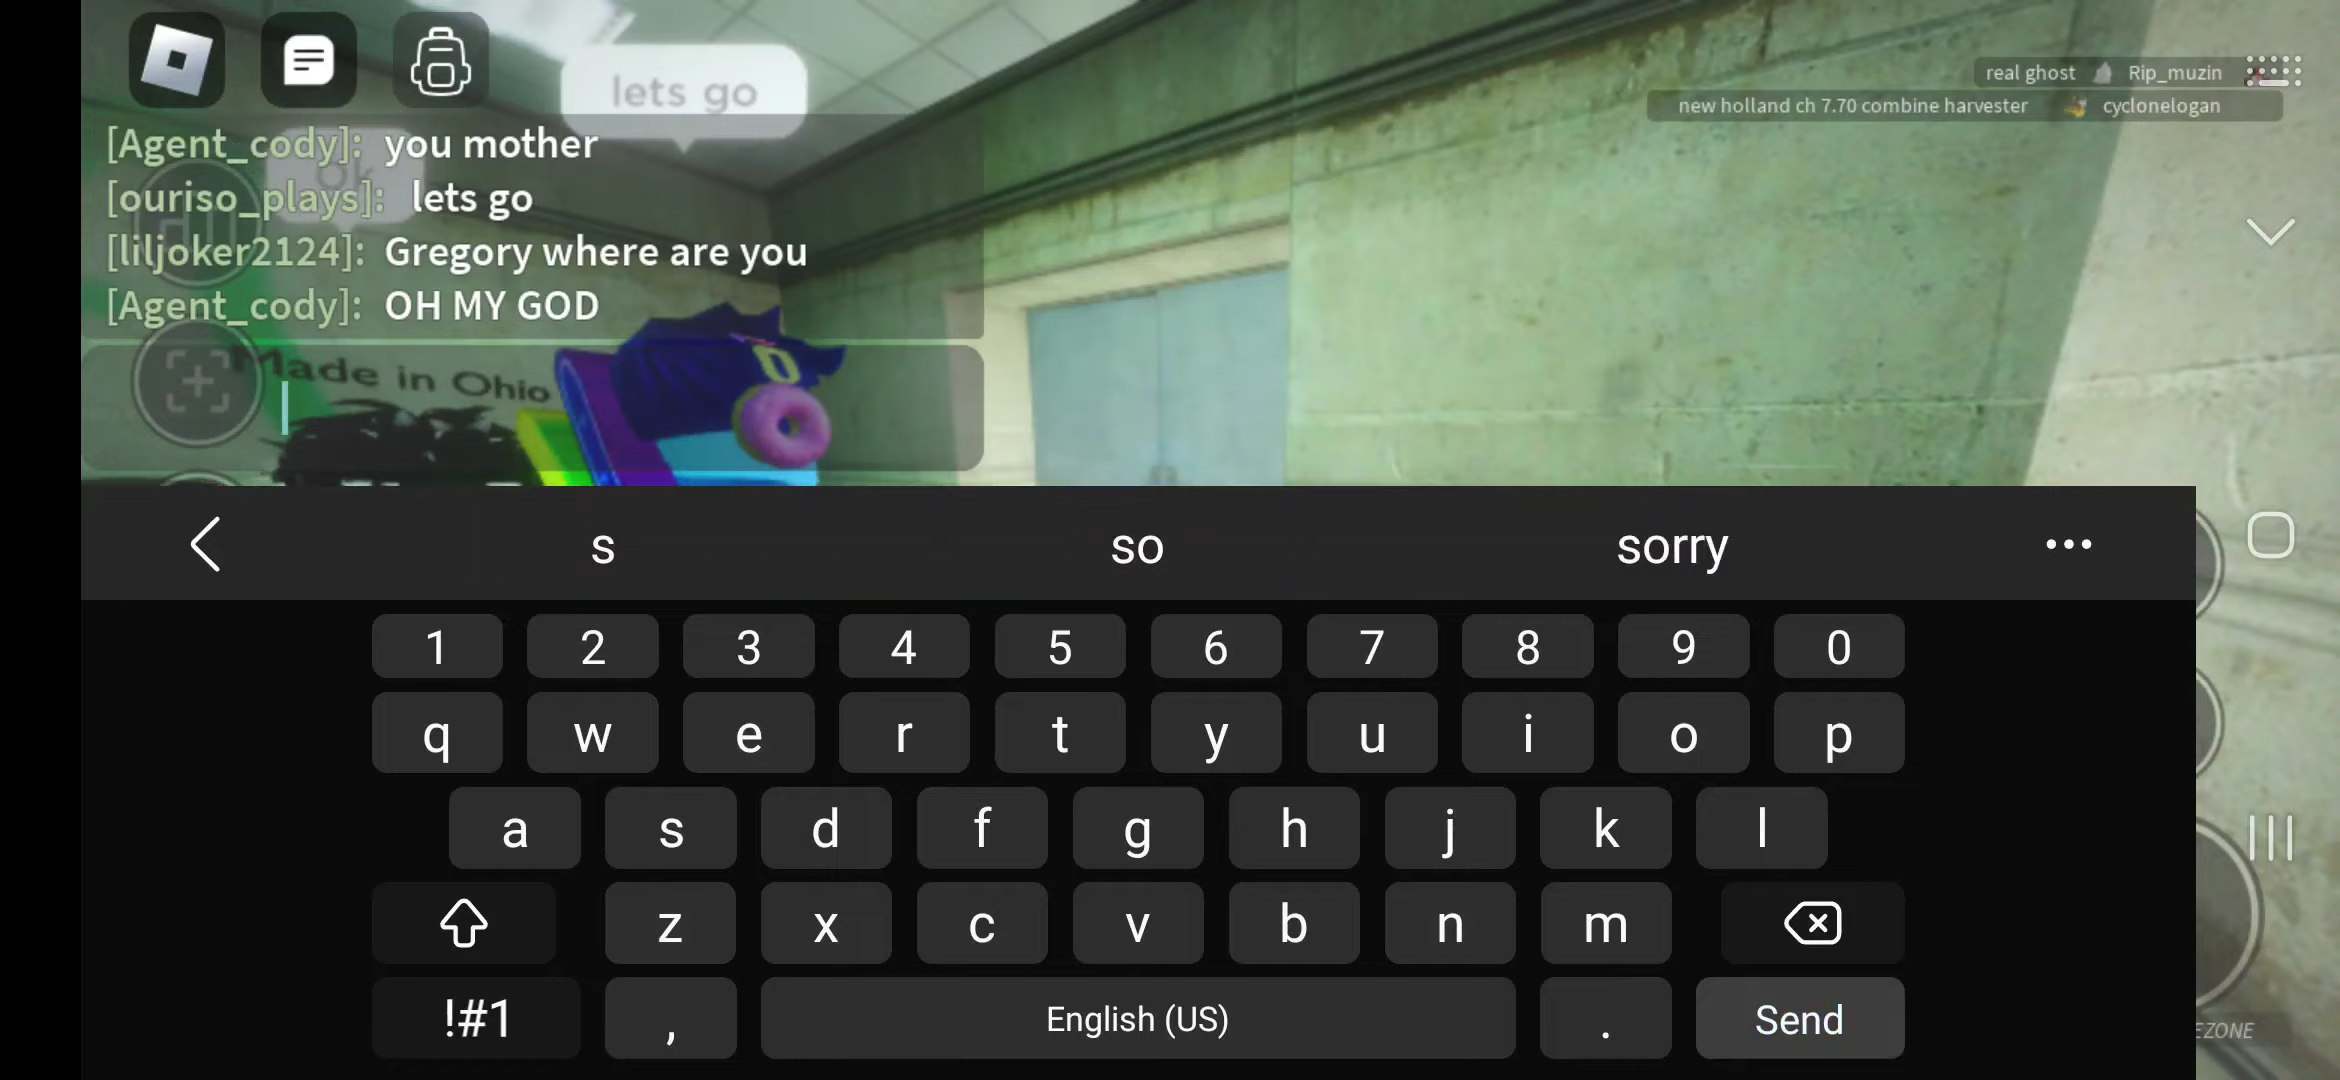 lets go
real ghost Rip_muzin
new holland ch 7.70 combine harvester cyclonelogan
[Agent_cody]: you mother
ok
[ouriso_plays]: lets go
[liljoker2124]: Gregory where are you
[Agent_cody]: OH MY GOD
Made in Ohio
s so sorry
1 2 3 4 5 6 7 8 9 0
q w e r t y u i o p
a s d f g h j k l
z x c v b n m
!#1 , English (US) . Send
EZONE